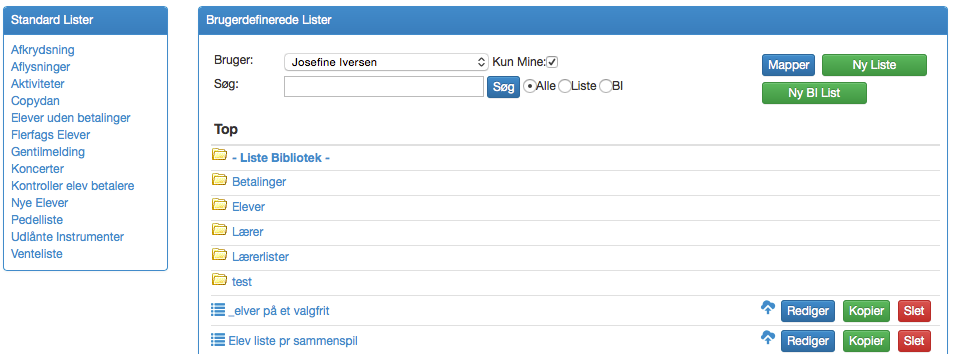 Standard Lister
Afkrydsning
Aflysninger
Aktiviteter
Copydan
Elever uden betalinger
Flerfags Elever
Gentilmelding
Koncerter
Kontroller elev betalere
Nye Elever
Pedelliste
Udlånte Instrumenter
Venteliste
Brugerdefinerede Lister
Bruger: Josefine Iversen Kun Mine: Mapper Ny Liste
Søg: Søg Alle Liste BI Ny BI List
Top
- Liste Bibliotek -
Betalinger
Elever
Lærer
Lærerlister
test
_elver på et valgfrit Rediger Kopier Slet
Elev liste pr sammenspil Rediger Kopier Slet